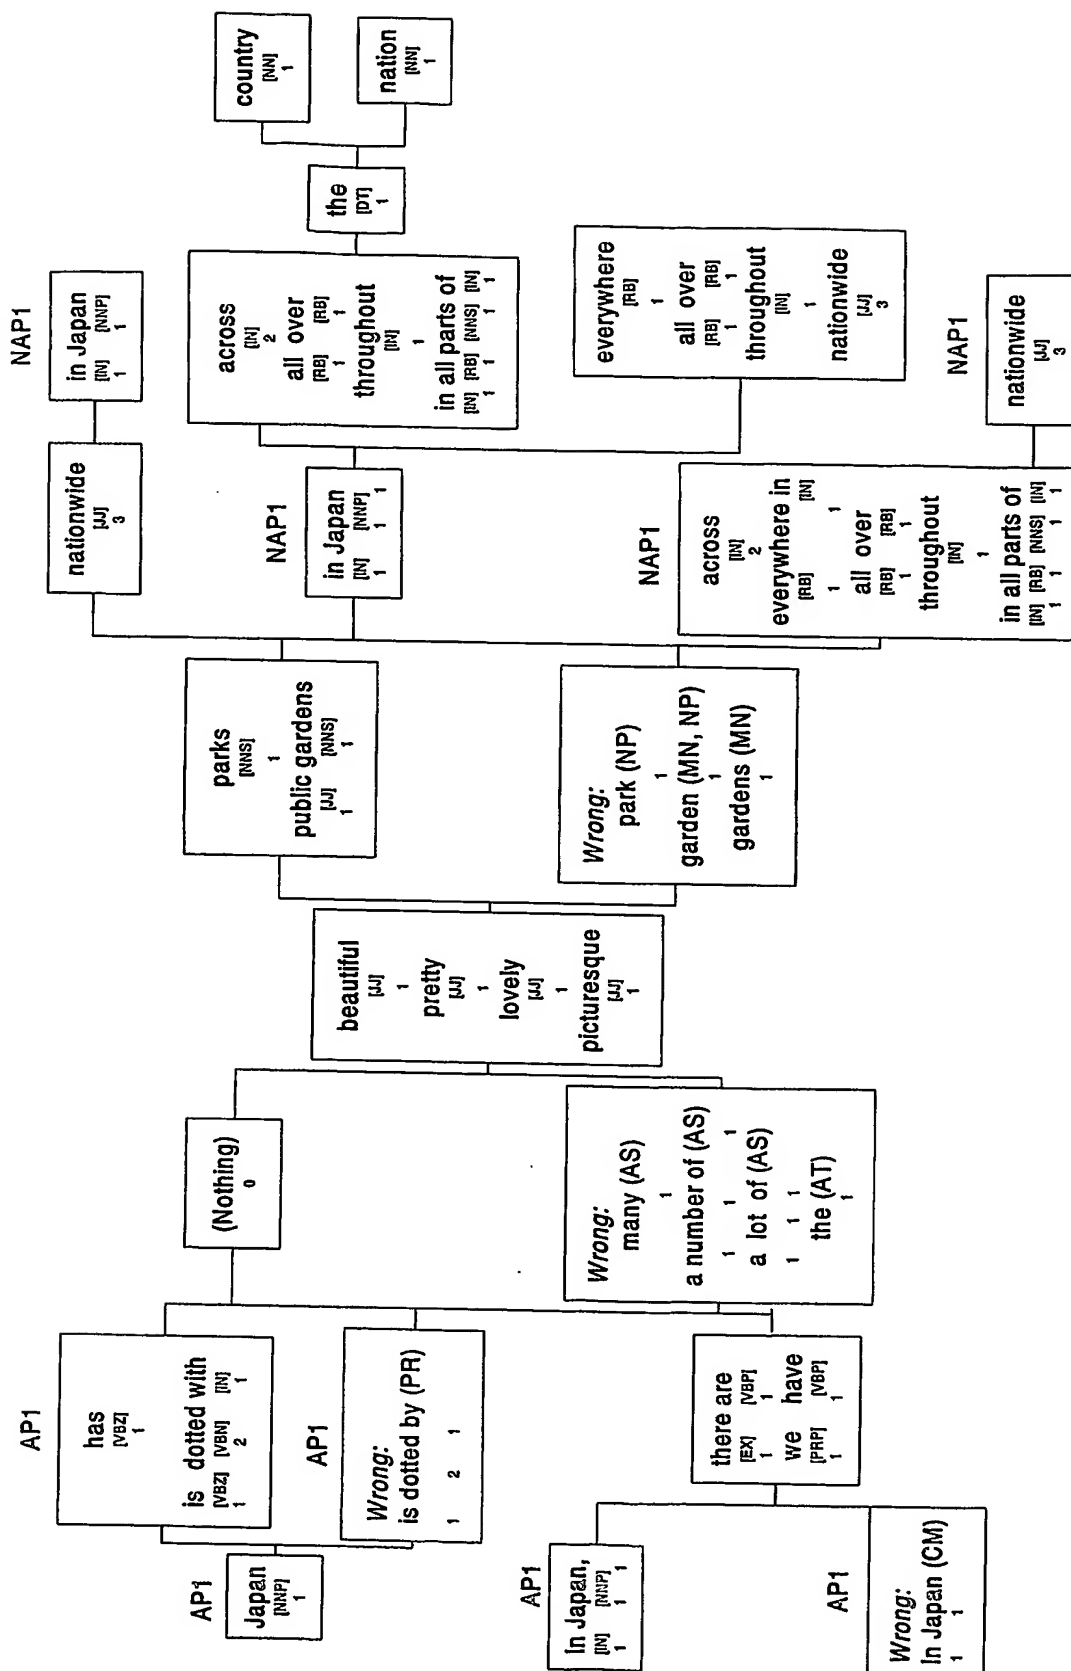 AP1
Japan
[NNP]
1
AP1
In Japan,
[IN] [NNP]
1 1 1
AP1
Wrong:
In Japan (CM)
1 1
AP1
has
[VBZ]
1
is dotted with
[VBZ] [VBN] [IN]
1 2 1
AP1
Wrong:
is dotted by (PR)
1 2 1
there are
[EX] [VBP]
1 1
we have
[PRP] [VBP]
1 1
(Nothing)
0
Wrong:
many (AS)
1
a number of (AS)
1 1 1
a lot of (AS)
1 1 1
the (AT)
1
beautiful
[JJ]
1
pretty
[JJ]
1
lovely
[JJ]
1
picturesque
[JJ]
1
parks
[NNS]
1
public gardens
[JJ] [NNS]
1 1
Wrong:
park (NP)
1
garden (MN, NP)
1
gardens (MN)
1
nationwide
[JJ]
3
NAP1
in Japan
[IN] [NNP]
1 1
NAP1
in Japan
[IN] [NNP]
1 1 1
across
[IN]
2
all over
[RB] [RB]
1 1
throughout
[IN]
1
in all parts of
[IN] [RB] [NNS] [IN]
1 1 1 1
the
[DT]
1
country
[NN]
1
nation
[NN]
1
everywhere
[RB]
1
all over
[RB] [RB]
1 1
throughout
[IN]
1
nationwide
[JJ]
3
NAP1
across
[IN]
2
everywhere in
[RB] [IN]
1 1
all over
[RB] [RB]
1 1
throughout
[IN]
1
in all parts of
[IN] [RB] [NNS] [IN]
1 1 1 1
NAP1
nationwide
[JJ]
3